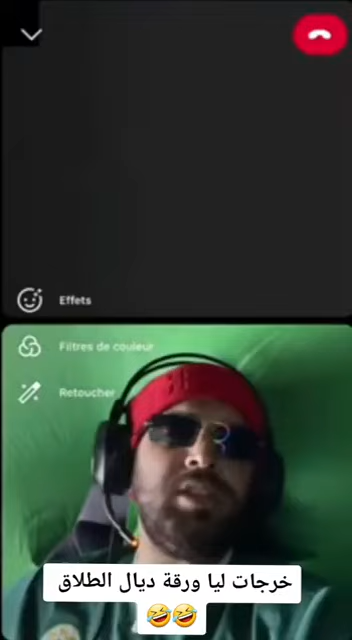 Effets
Filtres de couleur
Retoucher
خرجات ليا ورقة ديال الطلاق
🤣🤣